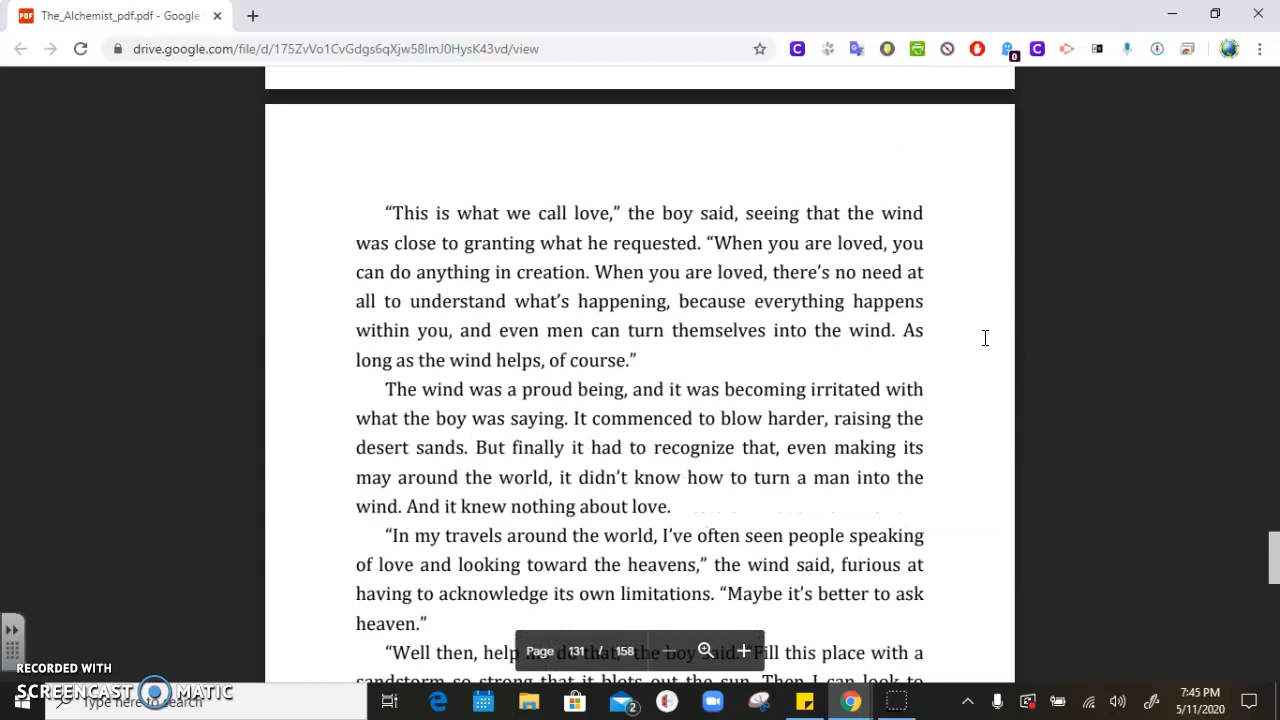 The_Alchemist_pdf.pdf - Google
drive.google.com/file/d/175ZvVo1CvGdgs6qXjw58lmJ0HysK43vd/view
“This is what we call love,” the boy said, seeing that the wind
was close to granting what he requested. “When you are loved, you
can do anything in creation. When you are loved, there’s no need at
all to understand what’s happening, because everything happens
within you, and even men can turn themselves into the wind. As
long as the wind helps, of course.”
The wind was a proud being, and it was becoming irritated with
what the boy was saying. It commenced to blow harder, raising the
desert sands. But finally it had to recognize that, even making its
may around the world, it didn’t know how to turn a man into the
wind. And it knew nothing about love.
“In my travels around the world, I’ve often seen people speaking
of love and looking toward the heavens,” the wind said, furious at
having to acknowledge its own limitations. “Maybe it’s better to ask
heaven.”
“Well then, help me do that,” the boy said. “Fill this place with a
sandstorm so strong that it blots out the sun. Then I can look to
Page 131 / 158
RECORDED WITH
SCREENCAST MATIC
Type here to search
7:45 PM
5/11/2020